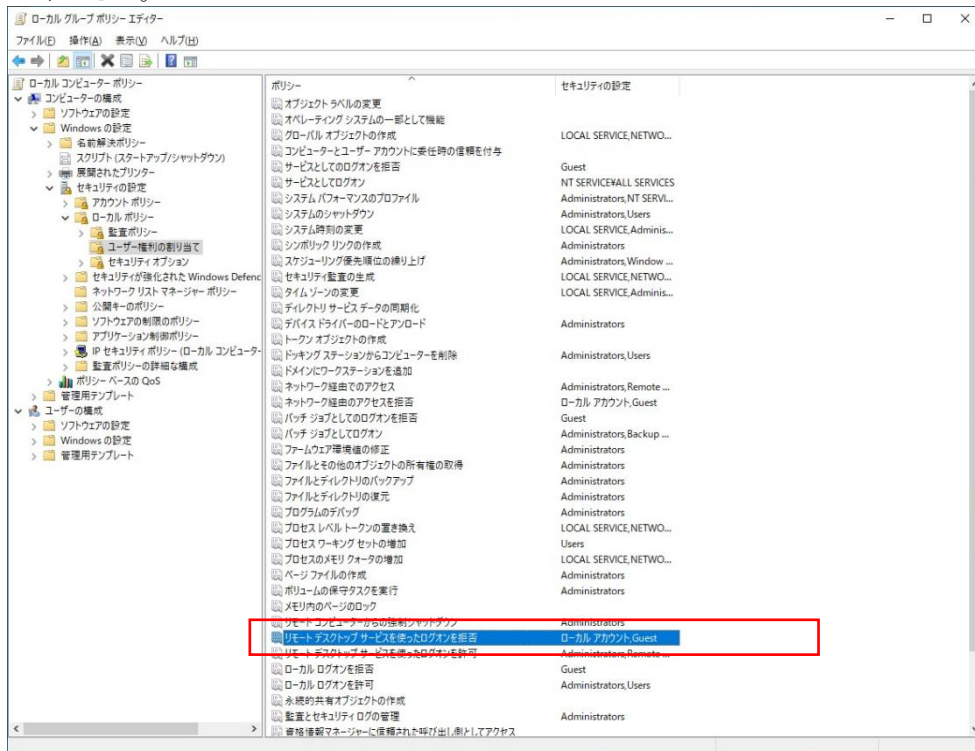 ローカル グループ ポリシー エディター
ファイル(F) 操作(A) 表示(V) ヘルプ(H)
ローカル コンピューター ポリシー
コンピューターの構成
ソフトウェアの設定
Windows の設定
名前解決ポリシー
スクリプト (スタートアップ/シャットダウン)
展開されたプリンター
セキュリティの設定
アカウント ポリシー
ローカル ポリシー
監査ポリシー
ユーザー権利の割り当て
セキュリティ オプション
セキュリティが強化された Windows Defenc
ネットワーク リスト マネージャー ポリシー
公開キーのポリシー
ソフトウェアの制限のポリシー
アプリケーション制御ポリシー
IP セキュリティ ポリシー (ローカル コンピューター
監査ポリシーの詳細な構成
ポリシー ベースの QoS
管理用テンプレート
ユーザーの構成
ソフトウェアの設定
Windows の設定
管理用テンプレート
ポリシー セキュリティの設定
オブジェクト ラベルの変更
オペレーティング システムの一部として機能
グローバル オブジェクトの作成 LOCAL SERVICE,NETWO...
コンピューターとユーザー アカウントに委任時の信頼を付与
サービスとしてのログオンを拒否 Guest
サービスとしてログオン NT SERVICE¥ALL SERVICES
システム パフォーマンスのプロファイル Administrators,NT SERVI...
システムのシャットダウン Administrators,Users
システム時刻の変更 LOCAL SERVICE,Adminis...
シンボリック リンクの作成 Administrators
スケジューリング優先順位の繰り上げ Administrators,Window ...
セキュリティ監査の生成 LOCAL SERVICE,NETWO...
タイム ゾーンの変更 LOCAL SERVICE,Adminis...
ディレクトリ サービス データの同期化
デバイス ドライバーのロードとアンロード Administrators
トークン オブジェクトの作成
ドッキング ステーションからコンピューターを削除 Administrators,Users
ドメインにワークステーションを追加
ネットワーク経由でのアクセス Administrators,Remote ...
ネットワーク経由のアクセスを拒否 ローカル アカウント,Guest
バッチ ジョブとしてのログオンを拒否 Guest
バッチ ジョブとしてログオン Administrators,Backup ...
ファームウェア環境値の修正 Administrators
ファイルとその他のオブジェクトの所有権の取得 Administrators
ファイルとディレクトリのバックアップ Administrators
ファイルとディレクトリの復元 Administrators
プログラムのデバッグ Administrators
プロセス レベル トークンの置き換え LOCAL SERVICE,NETWO...
プロセス ワーキング セットの増加 Users
プロセスのメモリ クォータの増加 LOCAL SERVICE,NETWO...
ページ ファイルの作成 Administrators
ボリュームの保守タスクを実行 Administrators
メモリ内のページのロック
リモート コンピューターからの強制シャットダウン Administrators
リモート デスクトップ サービスを使ったログオンを拒否 ローカル アカウント,Guest
リモート デスクトップ サービスを使ったログオンを許可 Administrators,Remote ...
ローカル ログオンを拒否 Guest
ローカル ログオンを許可 Administrators,Users
永続的共有オブジェクトの作成
監査とセキュリティ ログの管理 Administrators
資格情報マネージャーに信頼された呼び出し側としてアクセス